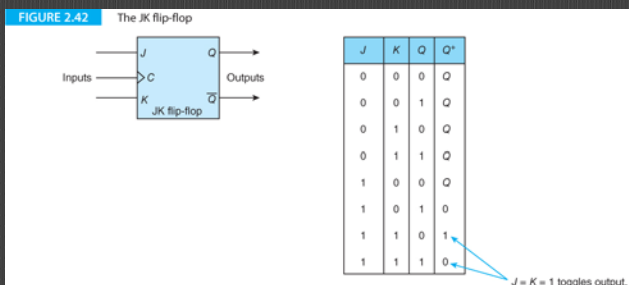 FIGURE 2.42 The JK flip-flop
J Q
Inputs C Outputs
K Q̅
JK flip-flop
J K Q Q⁺
0 0 0 Q
0 0 1 Q
0 1 0 Q
0 1 1 Q
1 0 0 Q
1 0 1 0
1 1 0 1
1 1 1 0
J = K = 1 toggles output.